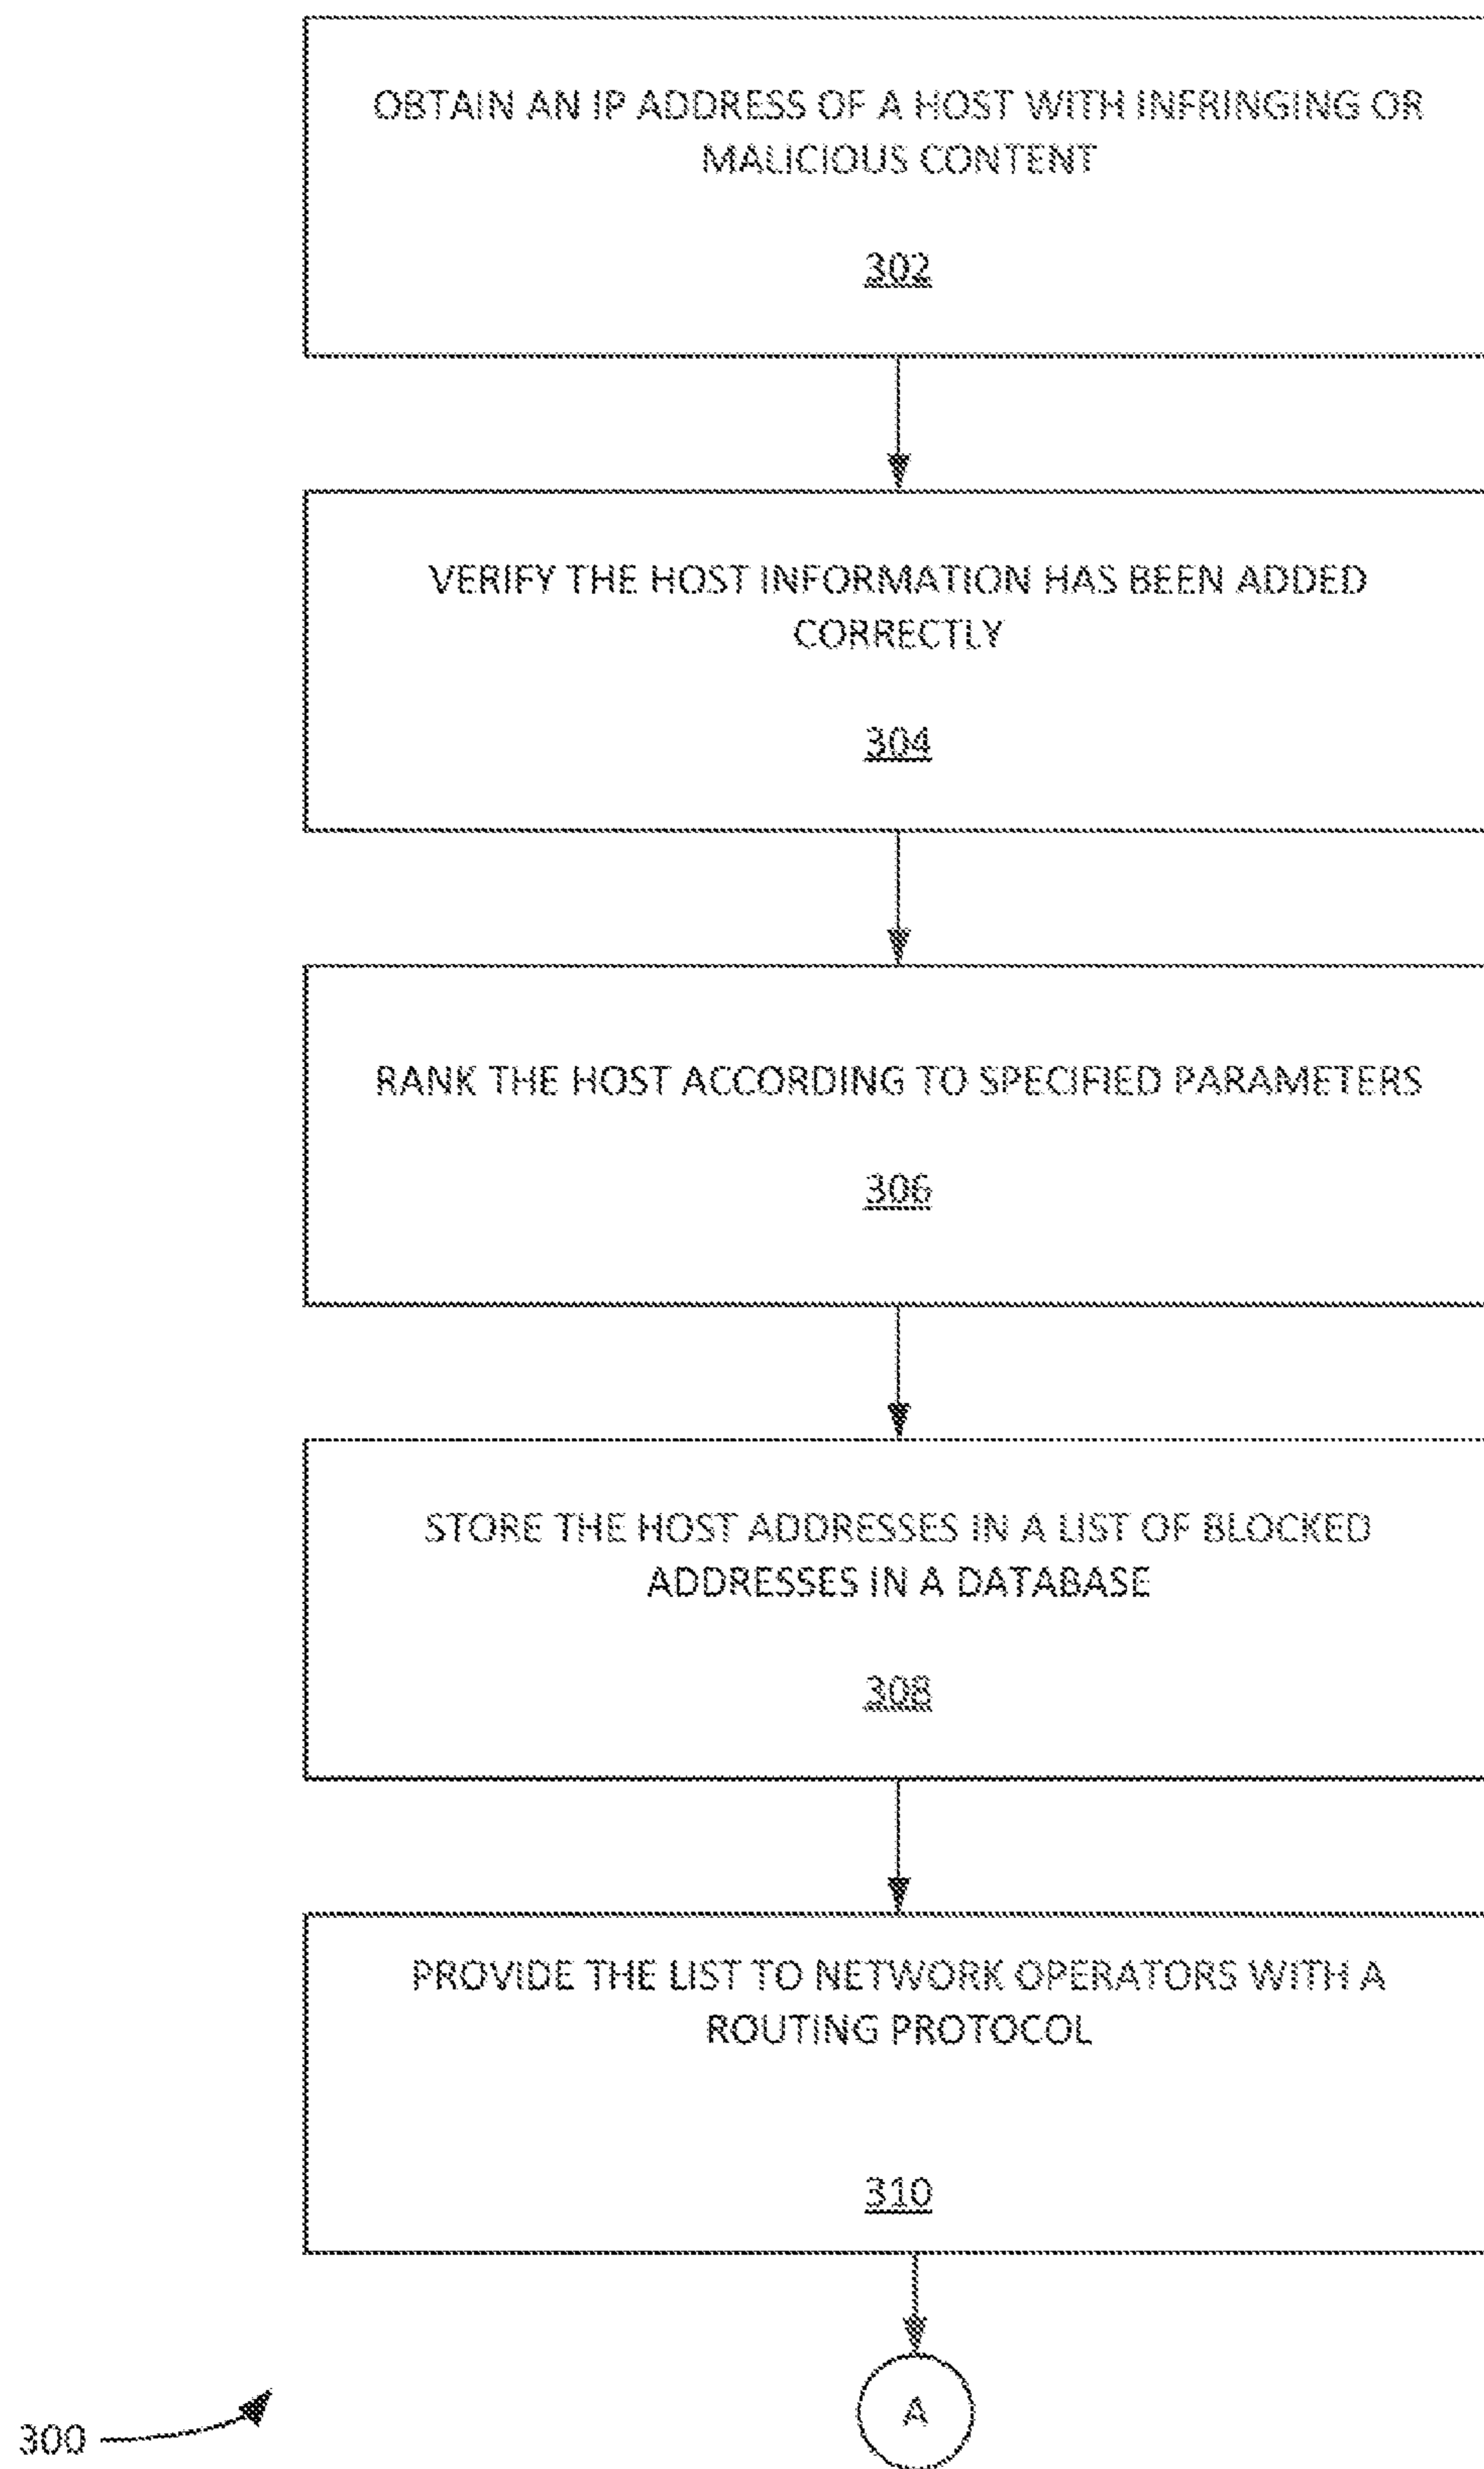 OBTAIN AN IP ADDRESS OF A HOST WITH INFRINGING OR
MALICIOUS CONTENT
302
VERIFY THE HOST INFORMATION HAS BEEN ADDED
CORRECTLY
304
RANK THE HOST ACCORDING TO SPECIFIED PARAMETERS
306
STORE THE HOST ADDRESSES IN A LIST OF BLOCKED
ADDRESSES IN A DATABASE
308
PROVIDE THE LIST TO NETWORK OPERATORS WITH A
ROUTING PROTOCOL
310
A
300